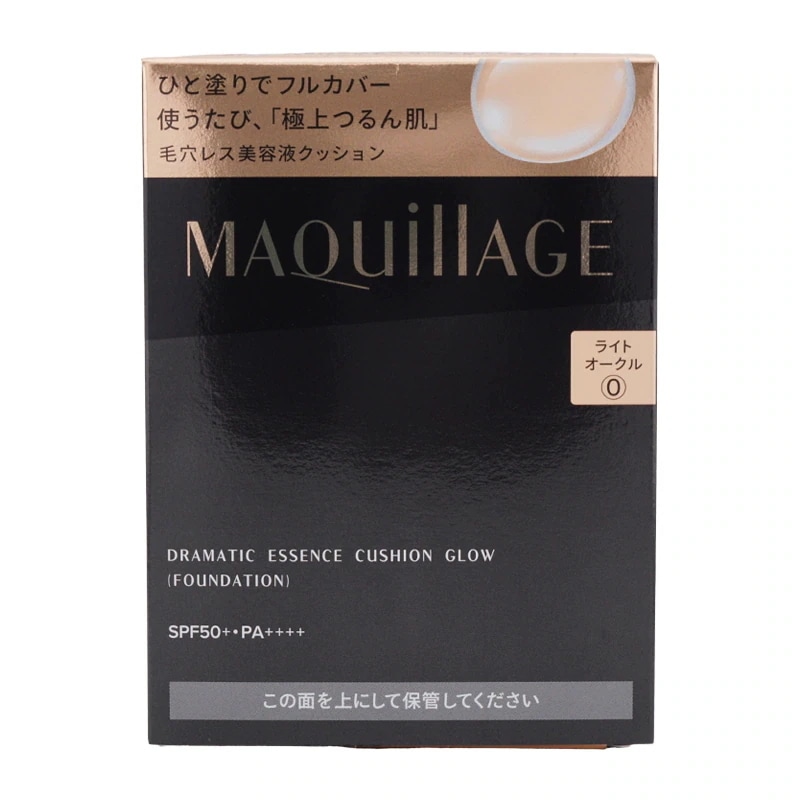 ひと塗りでフルカバー
使うたび、「極上つるん肌」
毛穴レス美容液クッション
MAQuillAGE
ライト
オークル
0
DRAMATIC ESSENCE CUSHION GLOW
(FOUNDATION)
SPF50+・PA++++
この面を上にして保管してください